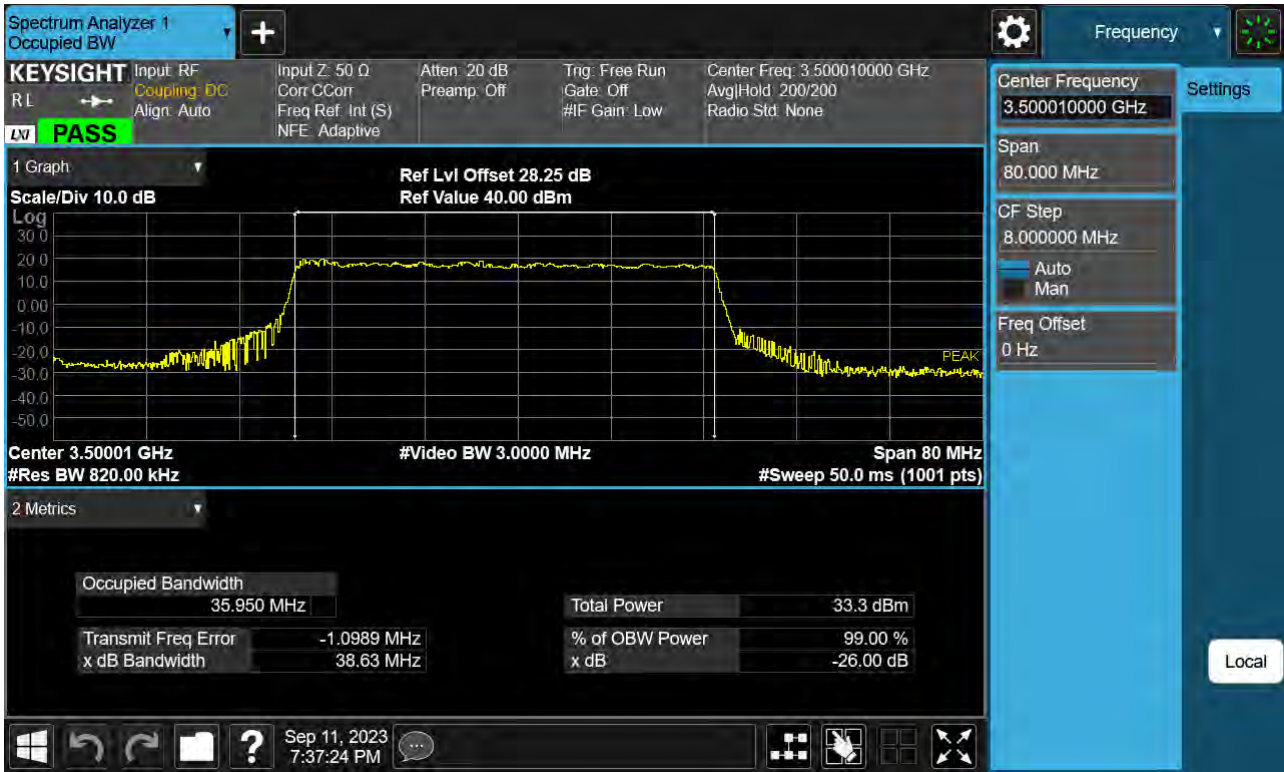 Spectrum Analyzer 1
Occupied BW
+
Frequency
KEYSIGHT
RL
LXI PASS
Input: RF
Coupling: DC
Align: Auto
Input Z: 50 Ω
Corr CCorr
Freq Ref: Int (S)
NFE: Adaptive
Atten: 20 dB
Preamp: Off
Trig: Free Run
Gate: Off
#IF Gain: Low
Center Freq: 3.500010000 GHz
Avg|Hold: 200/200
Radio Std: None
Center Frequency
3.500010000 GHz
Settings
Span
80.000 MHz
CF Step
8.000000 MHz
Auto
Man
Freq Offset
0 Hz
1 Graph
Ref Lvl Offset 28.25 dB
Scale/Div 10.0 dB
Ref Value 40.00 dBm
Log
30.0
20.0
10.0
0.00
-10.0
-20.0
-30.0
-40.0
-50.0
PEAK
Center 3.50001 GHz
#Video BW 3.0000 MHz
Span 80 MHz
#Res BW 820.00 kHz
#Sweep 50.0 ms (1001 pts)
2 Metrics
Occupied Bandwidth
35.950 MHz
Total Power 33.3 dBm
Transmit Freq Error -1.0989 MHz
% of OBW Power 99.00 %
x dB Bandwidth 38.63 MHz
x dB -26.00 dB
Local
?
Sep 11, 2023
7:37:24 PM